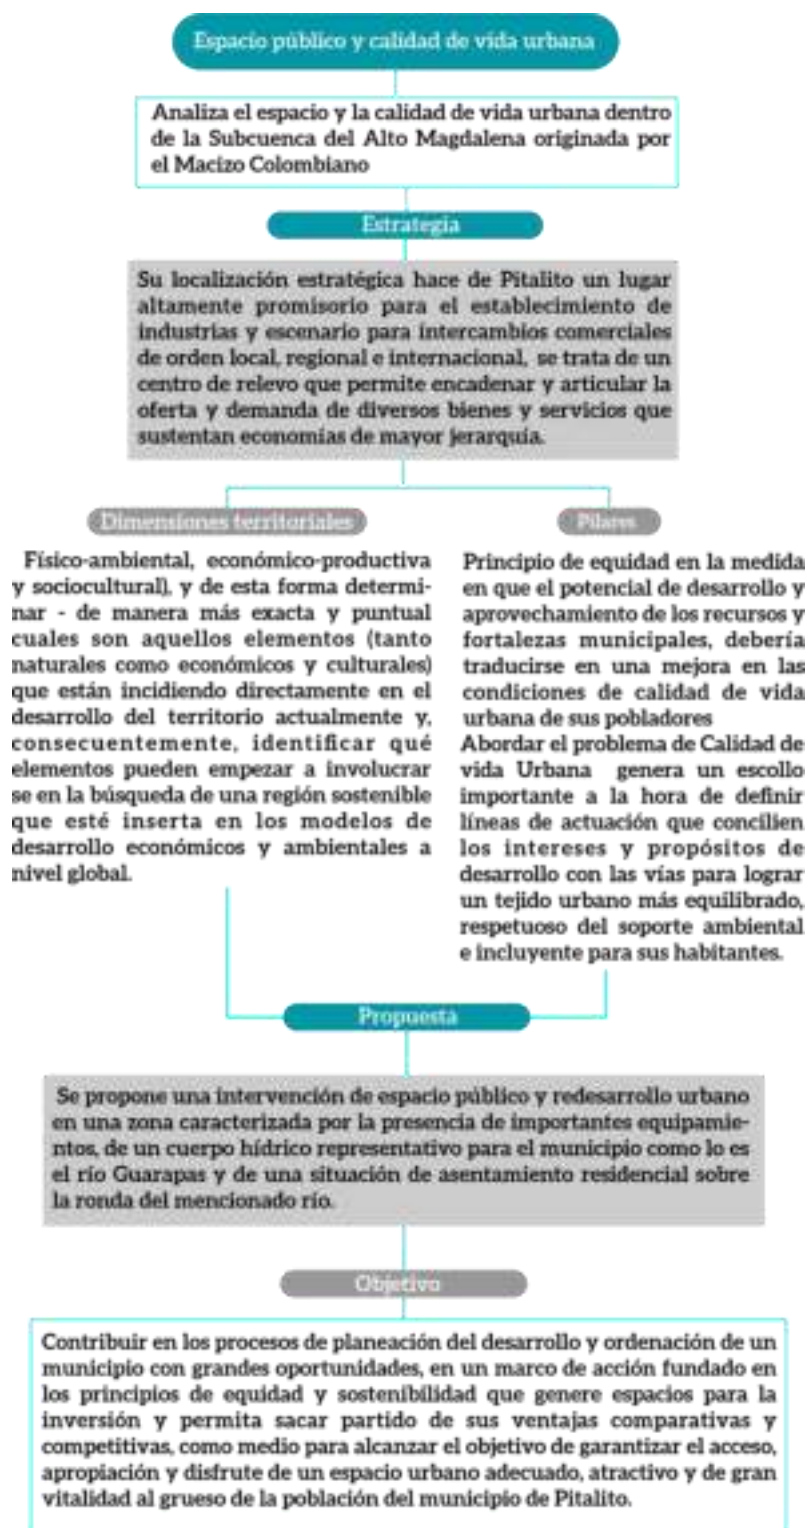 Espacio público y calidad de vida urbana
Analiza el espacio y la calidad de vida urbana dentro
de la Subcuenca del Alto Magdalena originada por
el Macizo Colombiano
Estrategia
Su localización estratégica hace de Pitalito un lugar
altamente promisorio para el establecimiento de
industrias y escenario para intercambios comerciales
de orden local, regional e internacional, se trata de un
centro de relevo que permite encadenar y articular la
oferta y demanda de diversos bienes y servicios que
sustentan economías de mayor jerarquía.
Dimensiones territoriales
Físico-ambiental, económico-productiva
y sociocultural), y de esta forma determi-
nar - de manera más exacta y puntual
cuales son aquellos elementos (tanto
naturales como económicos y culturales)
que están incidiendo directamente en el
desarrollo del territorio actualmente y,
consecuentemente, identificar qué
elementos pueden empezar a involucrar
se en la búsqueda de una región sostenible
que esté inserta en los modelos de
desarrollo económicos y ambientales a
nivel global.
Pilares
Principio de equidad en la medida
en que el potencial de desarrollo y
aprovechamiento de los recursos y
fortalezas municipales, debería
traducirse en una mejora en las
condiciones de calidad de vida
urbana de sus pobladores
Abordar el problema de Calidad de
vida Urbana genera un escollo
importante a la hora de definir
líneas de actuación que concilien
los intereses y propósitos de
desarrollo con las vías para lograr
un tejido urbano más equilibrado,
respetuoso del soporte ambiental
e incluyente para sus habitantes.
Propuesta
Se propone una intervención de espacio público y redesarrollo urbano
en una zona caracterizada por la presencia de importantes equipamie-
ntos, de un cuerpo hídrico representativo para el municipio como lo es
el río Guarapas y de una situación de asentamiento residencial sobre
la ronda del mencionado río.
Objetivo
Contribuir en los procesos de planeación del desarrollo y ordenación de un
municipio con grandes oportunidades, en un marco de acción fundado en
los principios de equidad y sostenibilidad que genere espacios para la
inversión y permita sacar partido de sus ventajas comparativas y
competitivas, como medio para alcanzar el objetivo de garantizar el acceso,
apropiación y disfrute de un espacio urbano adecuado, atractivo y de gran
vitalidad al grueso de la población del municipio de Pitalito.